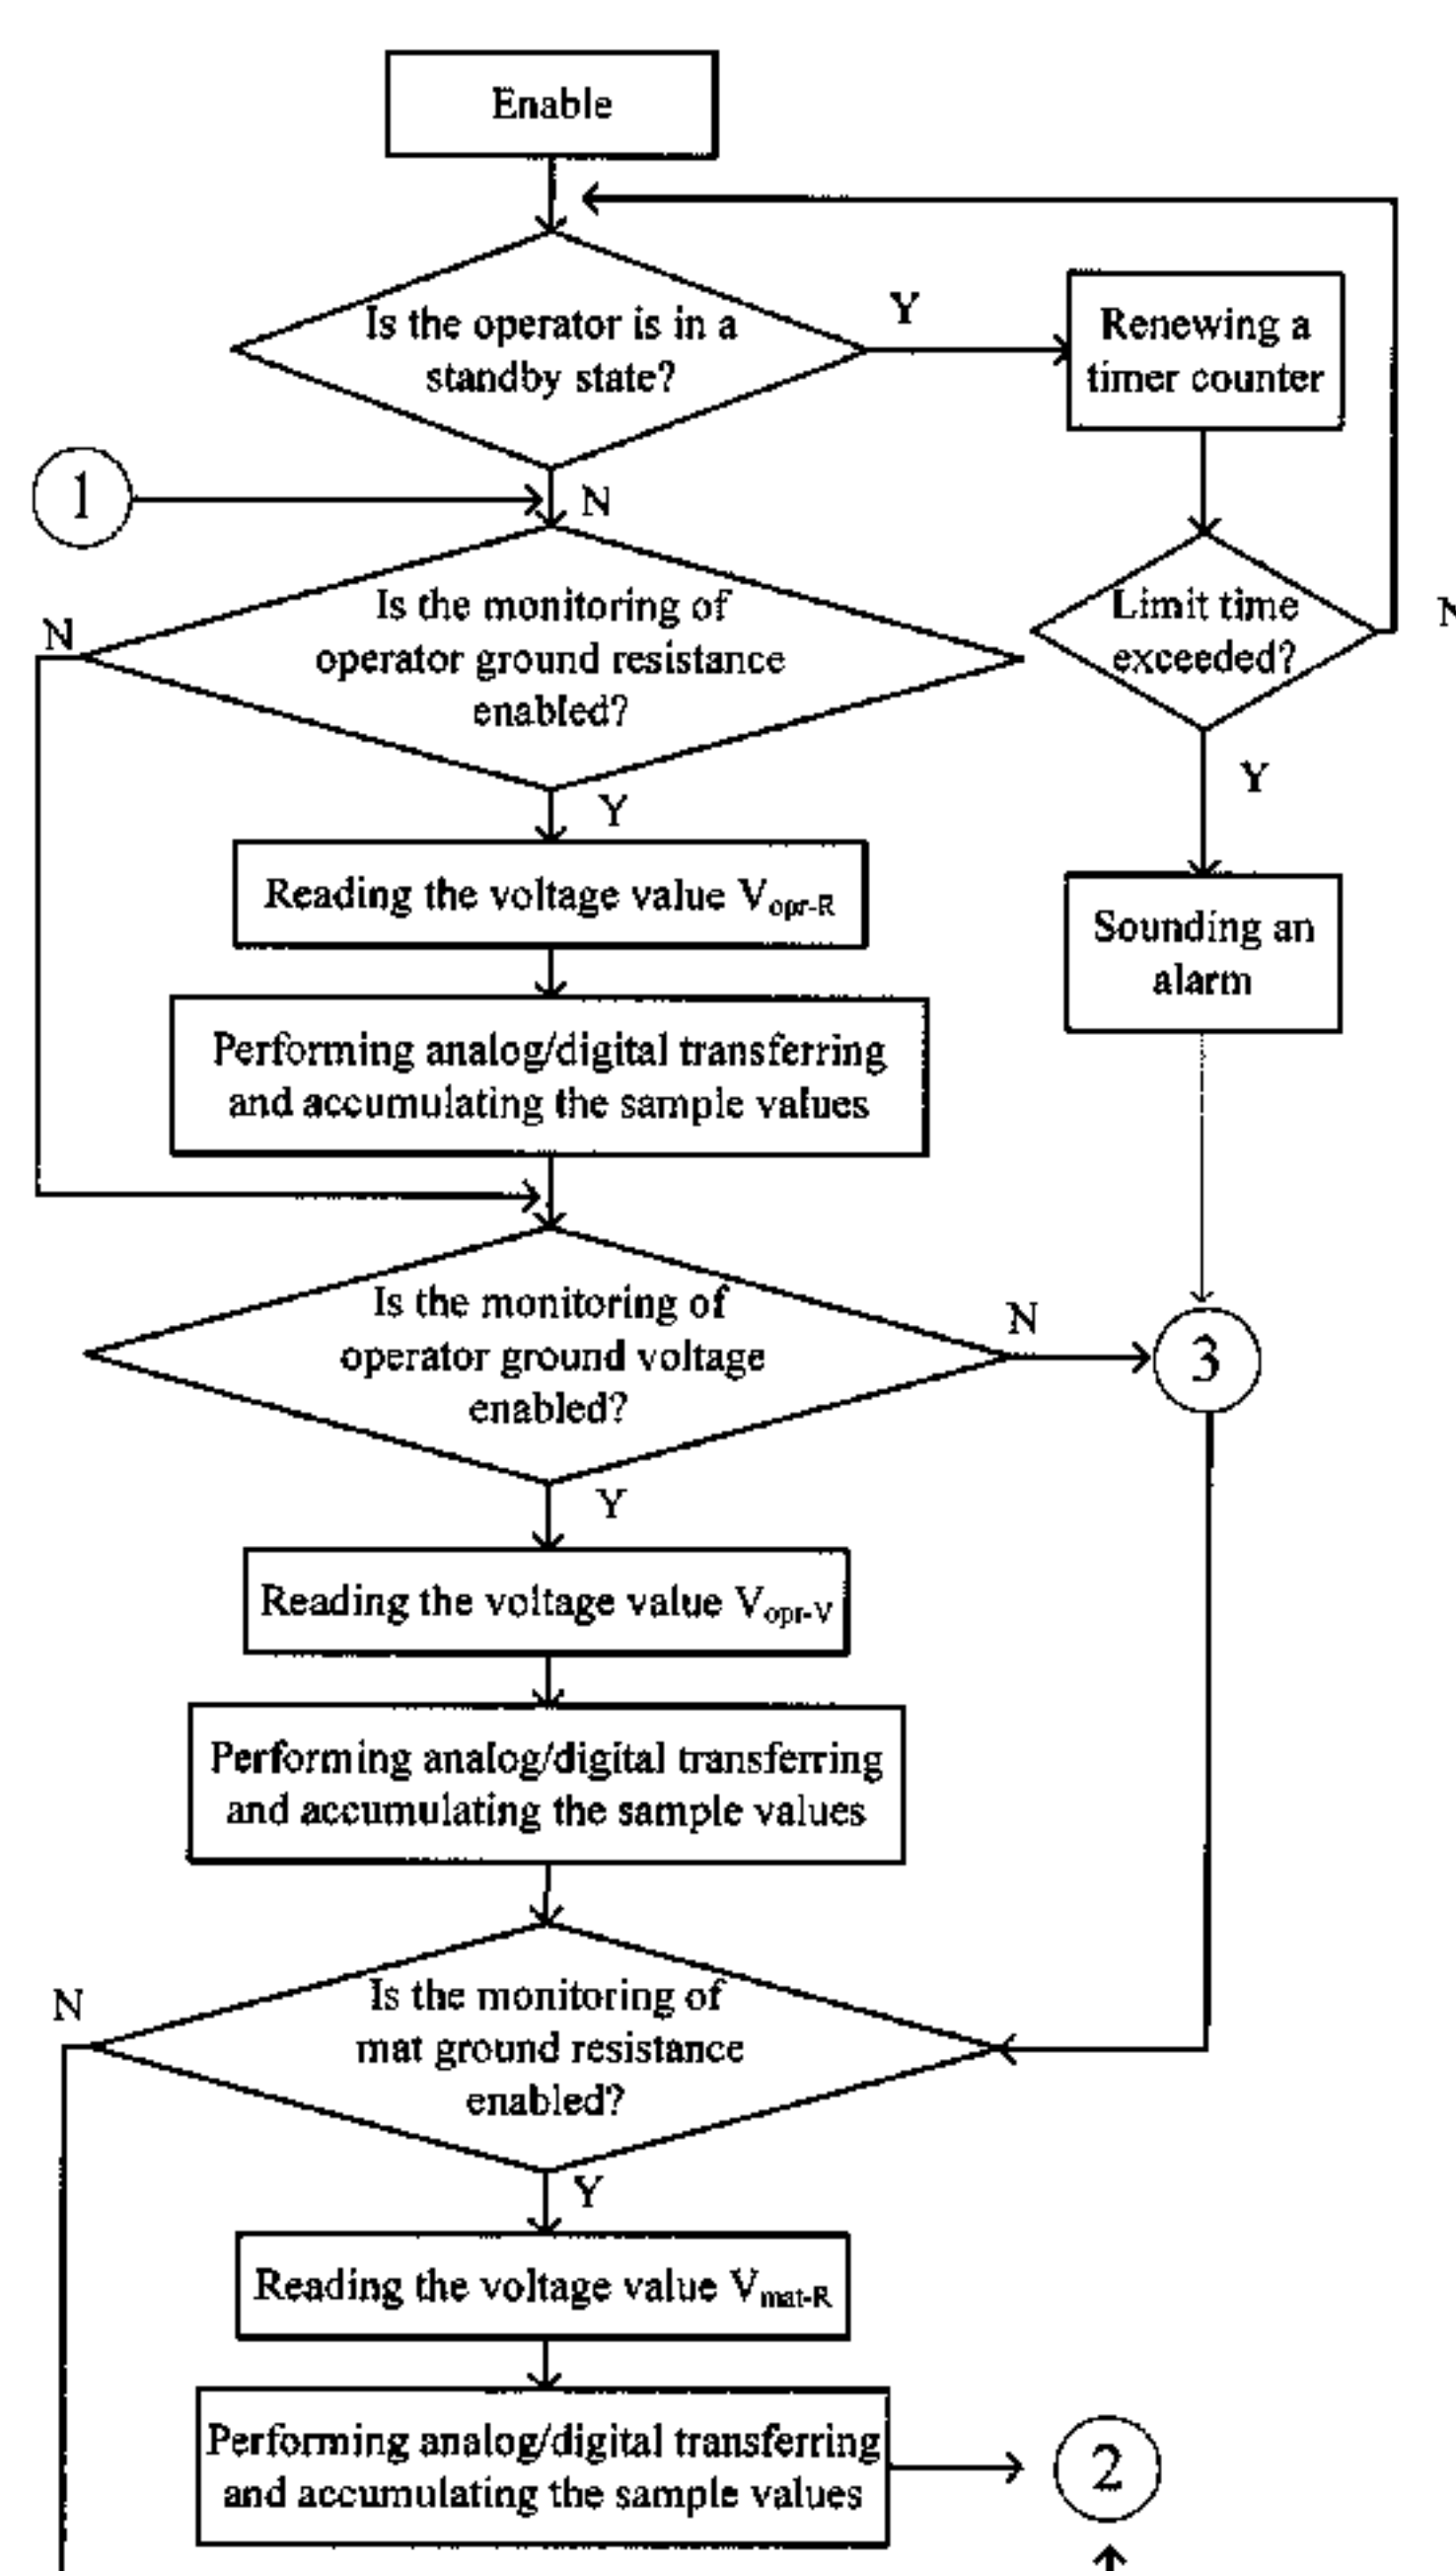 Enable
Is the operator is in a
standby state?
Y
Renewing a
timer counter
1
N
Is the monitoring of
operator ground resistance
enabled?
N
Limit time
exceeded?
N
Y
Y
Reading the voltage value Vopr-R
Sounding an
alarm
Performing analog/digital transferring
and accumulating the sample values
Is the monitoring of
operator ground voltage
enabled?
N
3
Y
Reading the voltage value Vopr-V
Performing analog/digital transferring
and accumulating the sample values
Is the monitoring of
mat ground resistance
enabled?
N
Y
Reading the voltage value Vmat-R
Performing analog/digital transferring
and accumulating the sample values
2